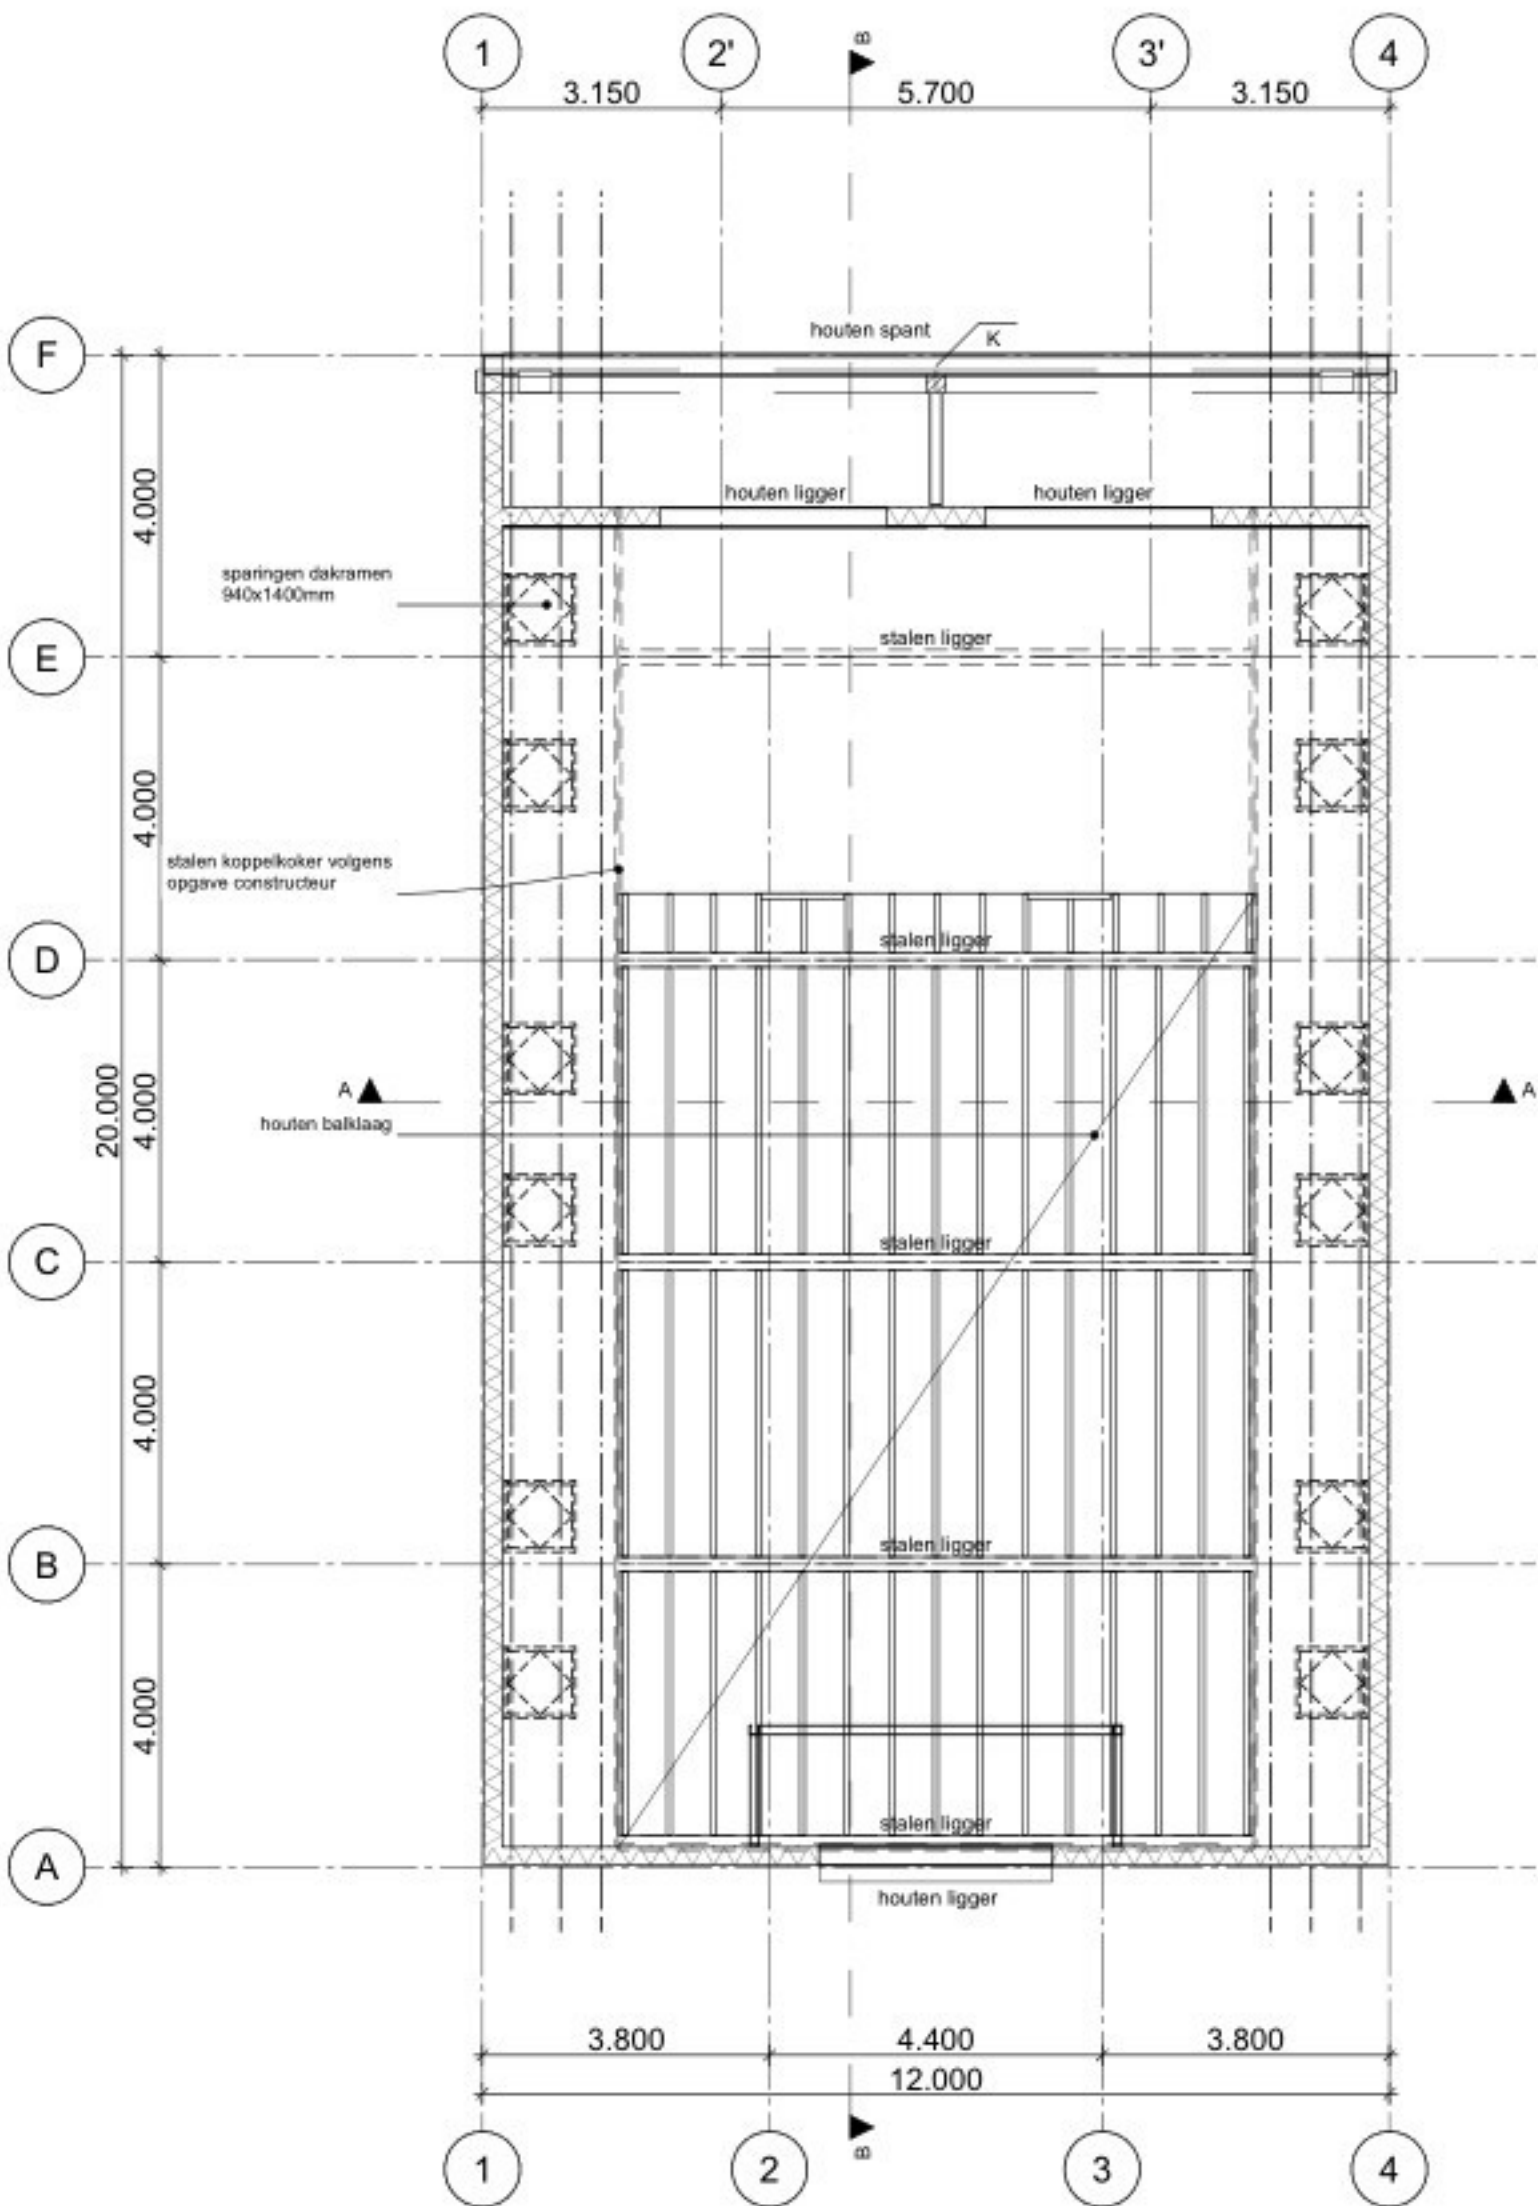 1
2'
B
3'
4
3.150
5.700
3.150
F
houten spant
K
4.000
houten ligger
houten ligger
sparingen dakramen
940x1400mm
E
stalen ligger
4.000
stalen koppelkoker volgens
opgave constructeur
D
stalen ligger
20.000
4.000
A
A
houten balklaag
C
stalen ligger
4.000
B
stalen ligger
4.000
stalen ligger
A
houten ligger
3.800
4.400
3.800
12.000
1
2
B
3
4